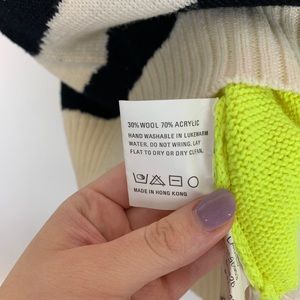 30% WOOL 70% ACRYLIC
HAND WASHABLE IN LUKEWARM
WATER. DO NOT WRING. LAY
FLAT TO DRY OR DRY CLEAN.
MADE IN HONG KONG